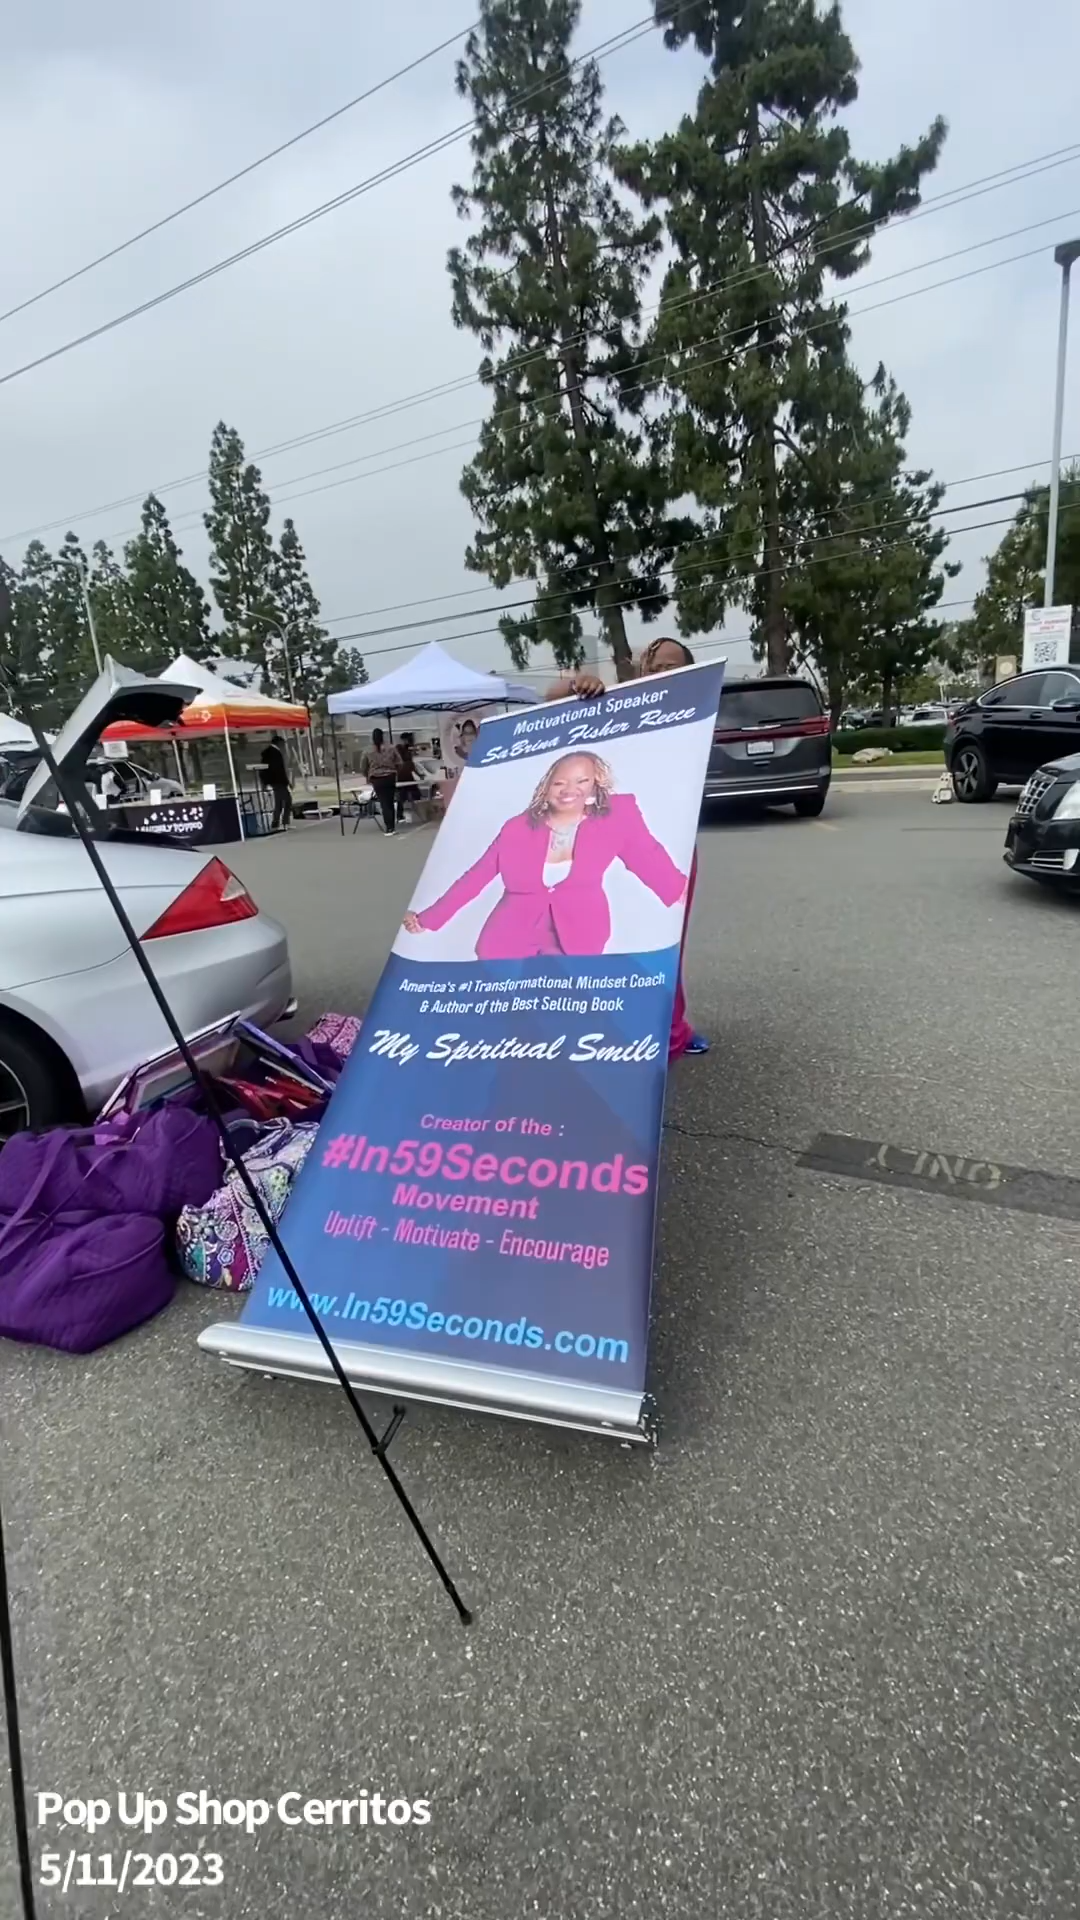 Motivational Speaker
SaBrina Fisher Reece
America's #1 Transformational Mindset Coach
& Author of the Best Selling Book
My Spiritual Smile
Creator of the :
#In59Seconds
Movement
Uplift - Motivate - Encourage
www.In59Seconds.com
ONLY
Pop Up Shop Cerritos
5/11/2023